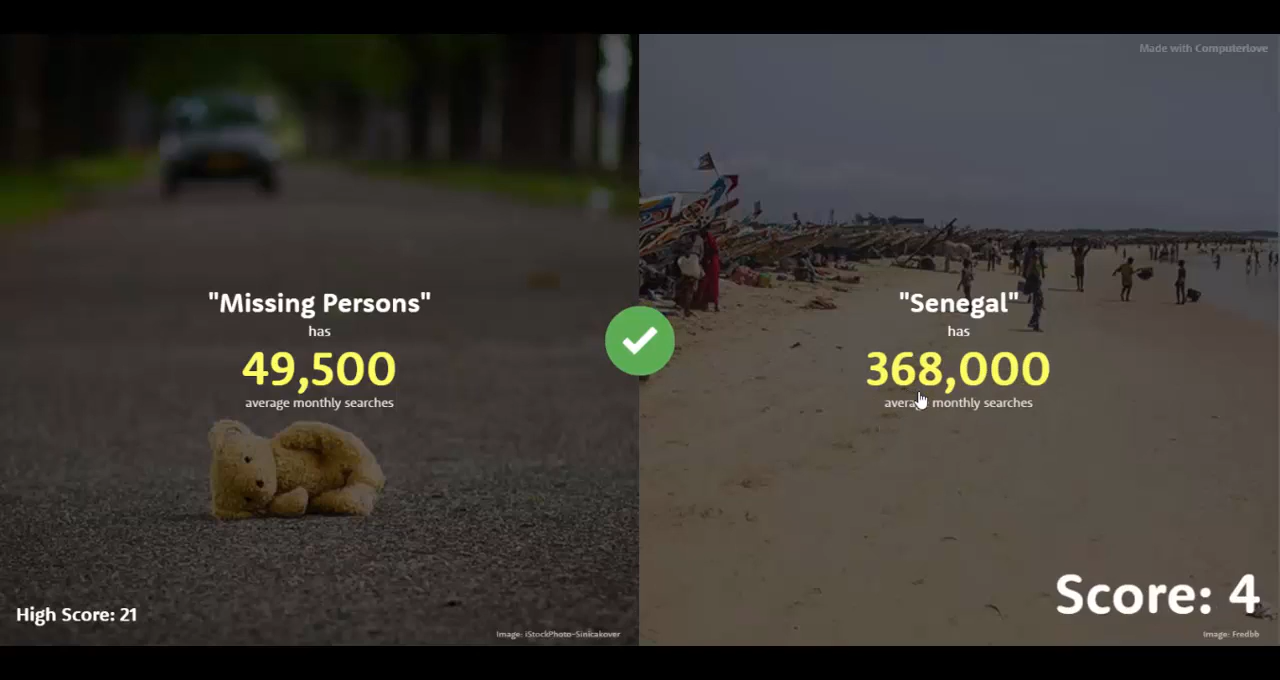 Made with Computerlove
"Missing Persons"
has
49,500
average monthly searches
"Senegal"
has
368,000
average monthly searches
High Score: 21
Score: 4
Image: iStockPhoto-Sinicakover
Image: Fredbb